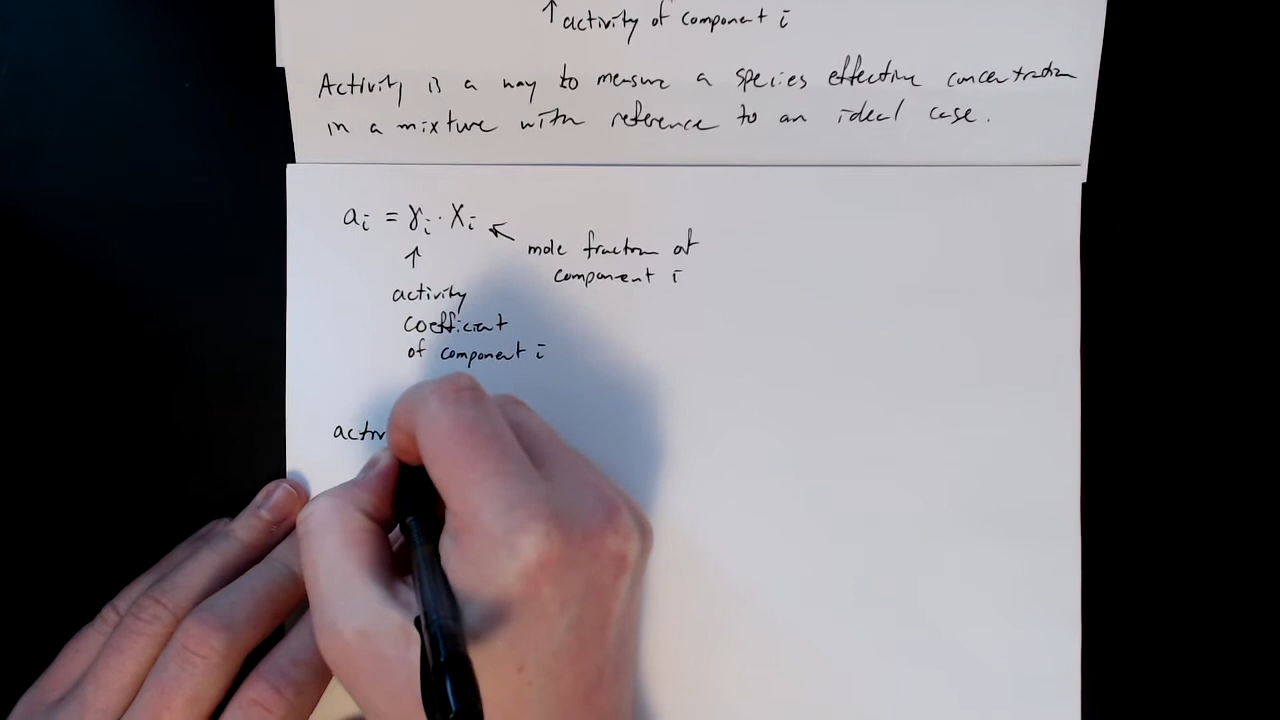 ↑ activity of component i
Activity is a way to measure a species effective concentration
in a mixture with reference to an ideal case.
aᵢ = γᵢ · Xᵢ
mole fraction of
component i
↑
activity
coefficient
of component i
activ